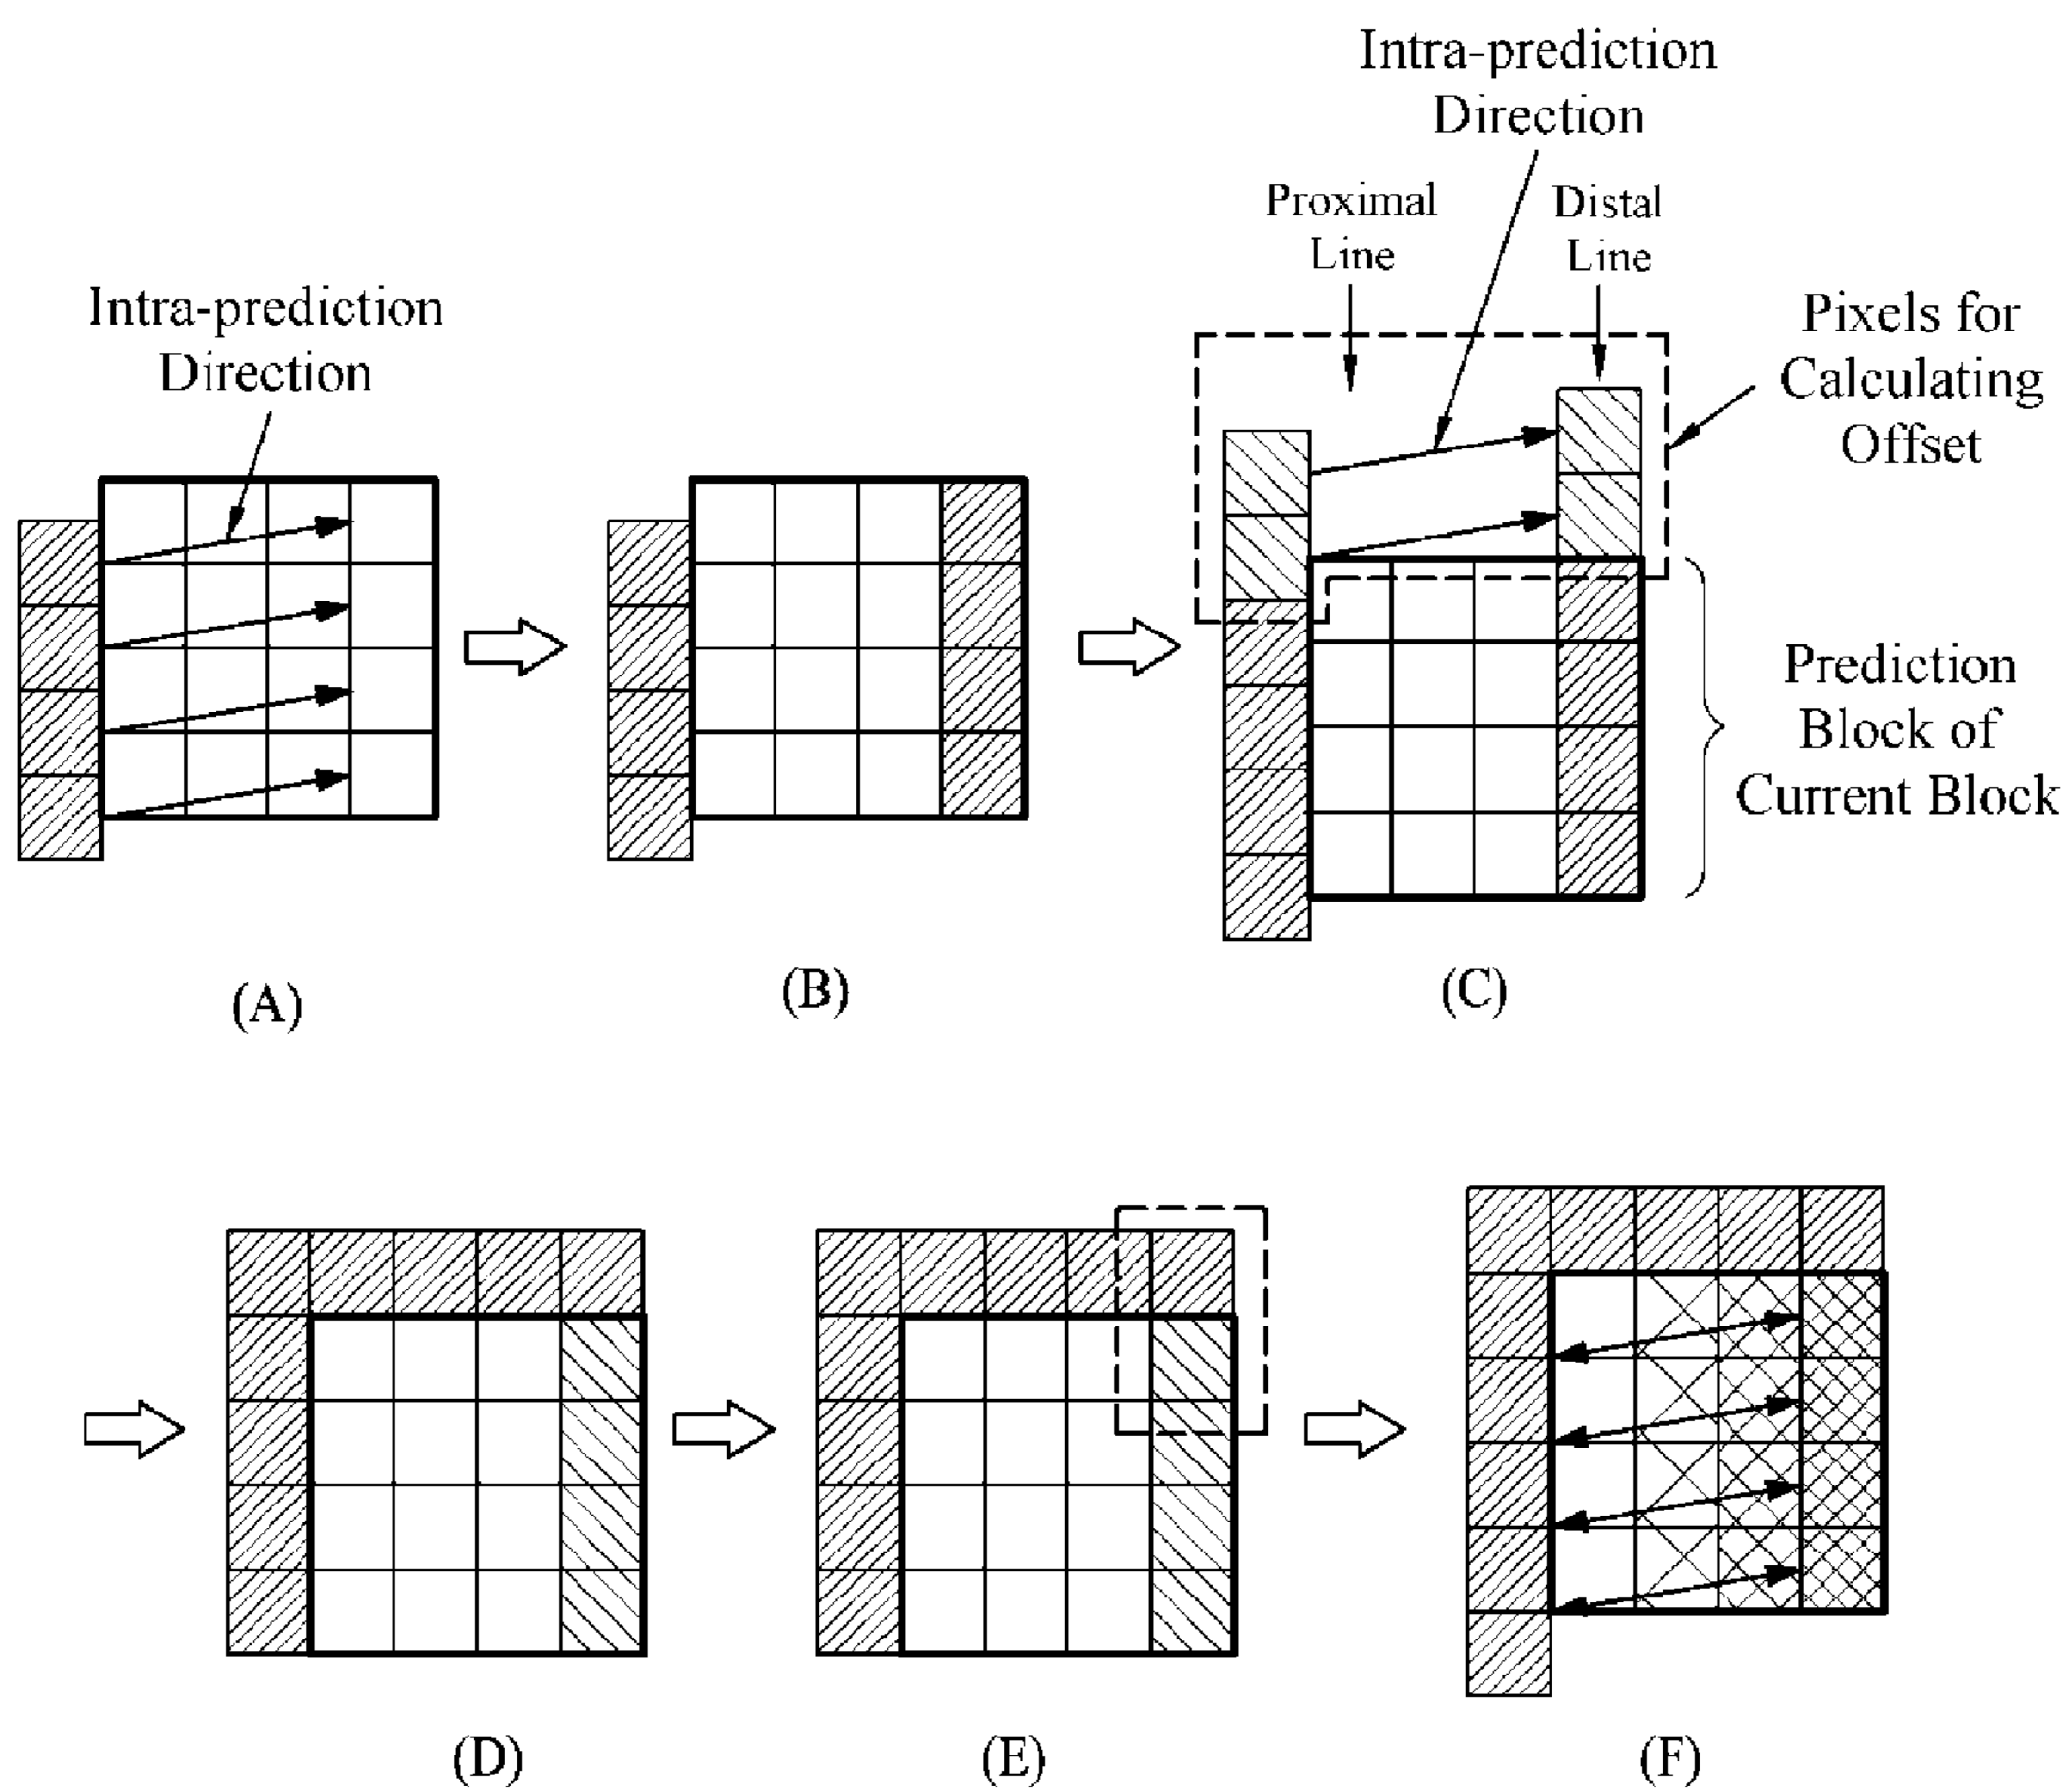 Intra-prediction
Direction
Proximal
Line
Distal
Line
Intra-prediction
Direction
Pixels for
Calculating
Offset
Prediction
Block of
Current Block
(A)
(B)
(C)
(D)
(E)
(F)